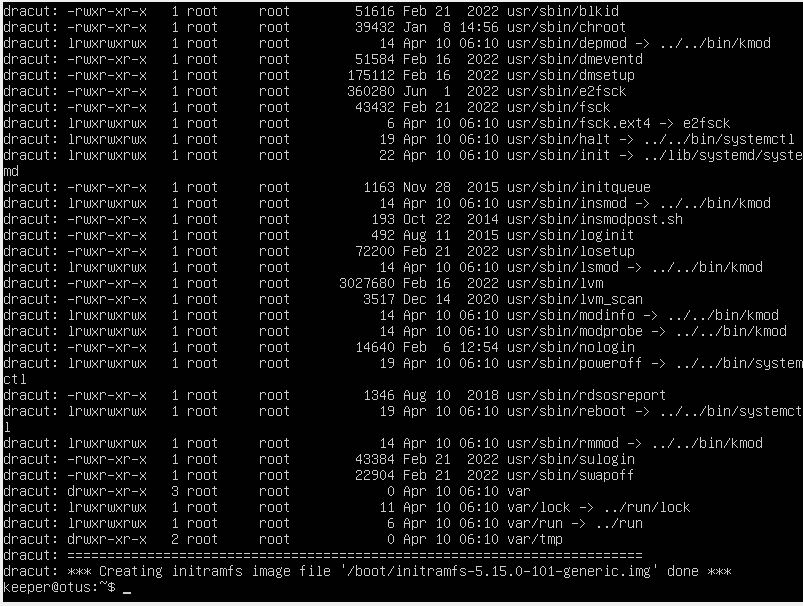 dracut: -rwxr-xr-x   1 root     root        51616 Feb 21  2022 usr/sbin/blkid
dracut: -rwxr-xr-x   1 root     root        39432 Jan  8 14:56 usr/sbin/chroot
dracut: lrwxrwxrwx   1 root     root           14 Apr 10 06:10 usr/sbin/depmod -> ../../bin/kmod
dracut: -rwxr-xr-x   1 root     root        51584 Feb 16  2022 usr/sbin/dmeventd
dracut: -rwxr-xr-x   1 root     root       175112 Feb 16  2022 usr/sbin/dmsetup
dracut: -rwxr-xr-x   1 root     root       360280 Jun  1  2022 usr/sbin/e2fsck
dracut: -rwxr-xr-x   1 root     root        43432 Feb 21  2022 usr/sbin/fsck
dracut: lrwxrwxrwx   1 root     root            6 Apr 10 06:10 usr/sbin/fsck.ext4 -> e2fsck
dracut: lrwxrwxrwx   1 root     root           19 Apr 10 06:10 usr/sbin/halt -> ../../bin/systemctl
dracut: lrwxrwxrwx   1 root     root           22 Apr 10 06:10 usr/sbin/init -> ../lib/systemd/syste
md
dracut: -rwxr-xr-x   1 root     root         1163 Nov 28  2015 usr/sbin/initqueue
dracut: lrwxrwxrwx   1 root     root           14 Apr 10 06:10 usr/sbin/insmod -> ../../bin/kmod
dracut: -rwxr-xr-x   1 root     root          193 Oct 22  2014 usr/sbin/insmodpost.sh
dracut: -rwxr-xr-x   1 root     root          492 Aug 11  2015 usr/sbin/loginit
dracut: -rwxr-xr-x   1 root     root        72200 Feb 21  2022 usr/sbin/losetup
dracut: lrwxrwxrwx   1 root     root           14 Apr 10 06:10 usr/sbin/lsmod -> ../../bin/kmod
dracut: -rwxr-xr-x   1 root     root      3027680 Feb 16  2022 usr/sbin/lvm
dracut: -rwxr-xr-x   1 root     root         3517 Dec 14  2020 usr/sbin/lvm_scan
dracut: lrwxrwxrwx   1 root     root           14 Apr 10 06:10 usr/sbin/modinfo -> ../../bin/kmod
dracut: lrwxrwxrwx   1 root     root           14 Apr 10 06:10 usr/sbin/modprobe -> ../../bin/kmod
dracut: -rwxr-xr-x   1 root     root        14640 Feb  6 12:54 usr/sbin/nologin
dracut: lrwxrwxrwx   1 root     root           19 Apr 10 06:10 usr/sbin/poweroff -> ../../bin/system
ctl
dracut: -rwxr-xr-x   1 root     root         1346 Aug 10  2018 usr/sbin/rdsosreport
dracut: lrwxrwxrwx   1 root     root           19 Apr 10 06:10 usr/sbin/reboot -> ../../bin/systemct
l
dracut: lrwxrwxrwx   1 root     root           14 Apr 10 06:10 usr/sbin/rmmod -> ../../bin/kmod
dracut: -rwxr-xr-x   1 root     root        43384 Feb 21  2022 usr/sbin/sulogin
dracut: -rwxr-xr-x   1 root     root        22904 Feb 21  2022 usr/sbin/swapoff
dracut: drwxr-xr-x   3 root     root            0 Apr 10 06:10 var
dracut: lrwxrwxrwx   1 root     root           11 Apr 10 06:10 var/lock -> ../run/lock
dracut: lrwxrwxrwx   1 root     root            6 Apr 10 06:10 var/run -> ../run
dracut: drwxr-xr-x   2 root     root            0 Apr 10 06:10 var/tmp
dracut: ========================================================================
dracut: *** Creating initramfs image file '/boot/initramfs-5.15.0-101-generic.img' done ***
keeper@otus:~$ _